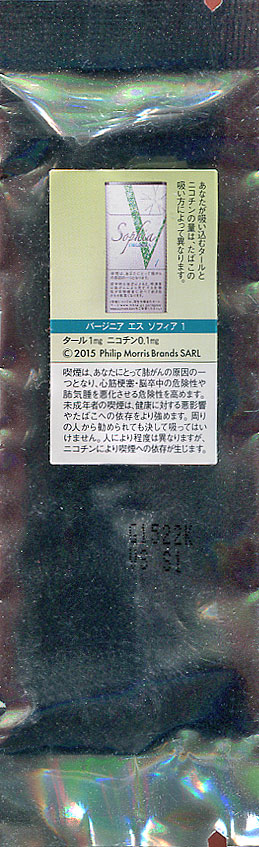 あなたが吸い込むタールと
ニコチンの量は、たばこの
吸い方によって異なります。
Sophia
V
1
バージニア エス ソフィア 1
タール1mg ニコチン0.1mg
©2015 Philip Morris Brands SARL
喫煙は、あなたにとって肺がんの原因の一
つとなり、心筋梗塞・脳卒中の危険性や
肺気腫を悪化させる危険性を高めます。
未成年者の喫煙は、健康に対する悪影響
やたばこへの依存をより強めます。周り
の人から勧められても決して吸ってはい
けません。人により程度は異なりますが、
ニコチンにより喫煙への依存が生じます。
G1522K
VS S1